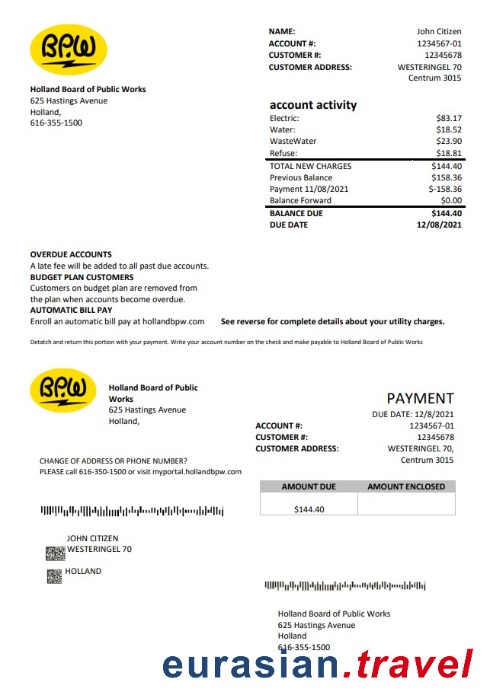 BPW
NAME: John Citizen
ACCOUNT #: 1234567-01
CUSTOMER #: 12345678
CUSTOMER ADDRESS: WESTERINGEL 70
Centrum 3015
Holland Board of Public Works
625 Hastings Avenue
Holland,
616-355-1500
account activity
Electric: $83.17
Water: $18.52
WasteWater $23.90
Refuse: $18.81
TOTAL NEW CHARGES $144.40
Previous Balance $158.36
Payment 11/08/2021 $-158.36
Balance Forward $0.00
BALANCE DUE $144.40
DUE DATE 12/08/2021
OVERDUE ACCOUNTS
A late fee will be added to all past due accounts.
BUDGET PLAN CUSTOMERS
Customers on budget plan are removed from
the plan when accounts become overdue.
AUTOMATIC BILL PAY
Enroll an automatic bill pay at hollandbpw.com See reverse for complete details about your utility charges.
Detatch and return this portion with your payment. Write your account number on the check and make payable to Holland Board of Public Works
BPW
Holland Board of Public
Works
625 Hastings Avenue
Holland,
PAYMENT
DUE DATE: 12/8/2021
ACCOUNT #: 1234567-01
CUSTOMER #: 12345678
CUSTOMER ADDRESS: WESTERINGEL 70,
Centrum 3015
CHANGE OF ADDRESS OR PHONE NUMBER?
PLEASE call 616-350-1500 or visit myportal.hollandbpw.com
AMOUNT DUE AMOUNT ENCLOSED
$144.40
JOHN CITIZEN
WESTERINGEL 70
HOLLAND
Holland Board of Public Works
625 Hastings Avenue
Holland
616-355-1500
eurasian.travel